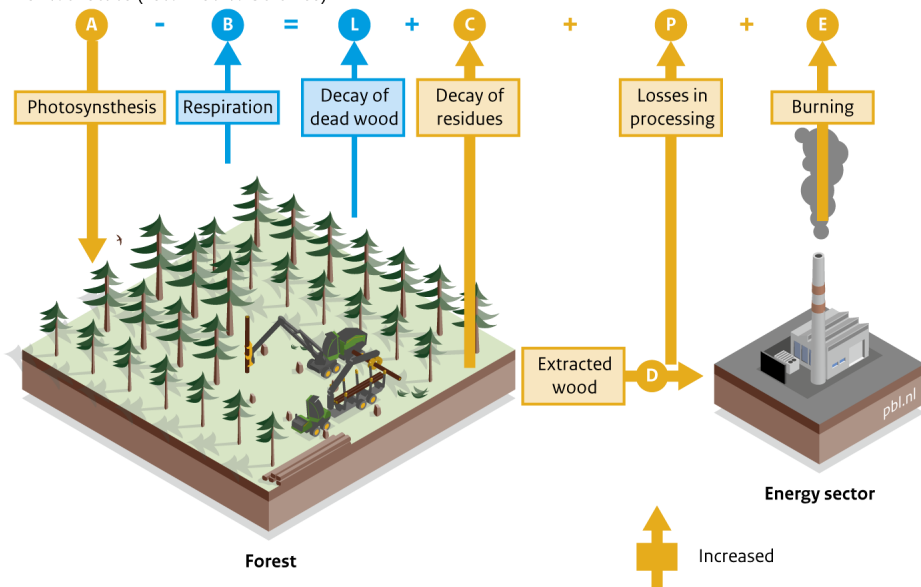 A - B = L + C + P + E
Photosynsthesis
Respiration
Decay of
dead wood
Decay of
residues
Losses in
processing
Burning
Extracted
wood
D
pbl.nl
Energy sector
Forest
Increased